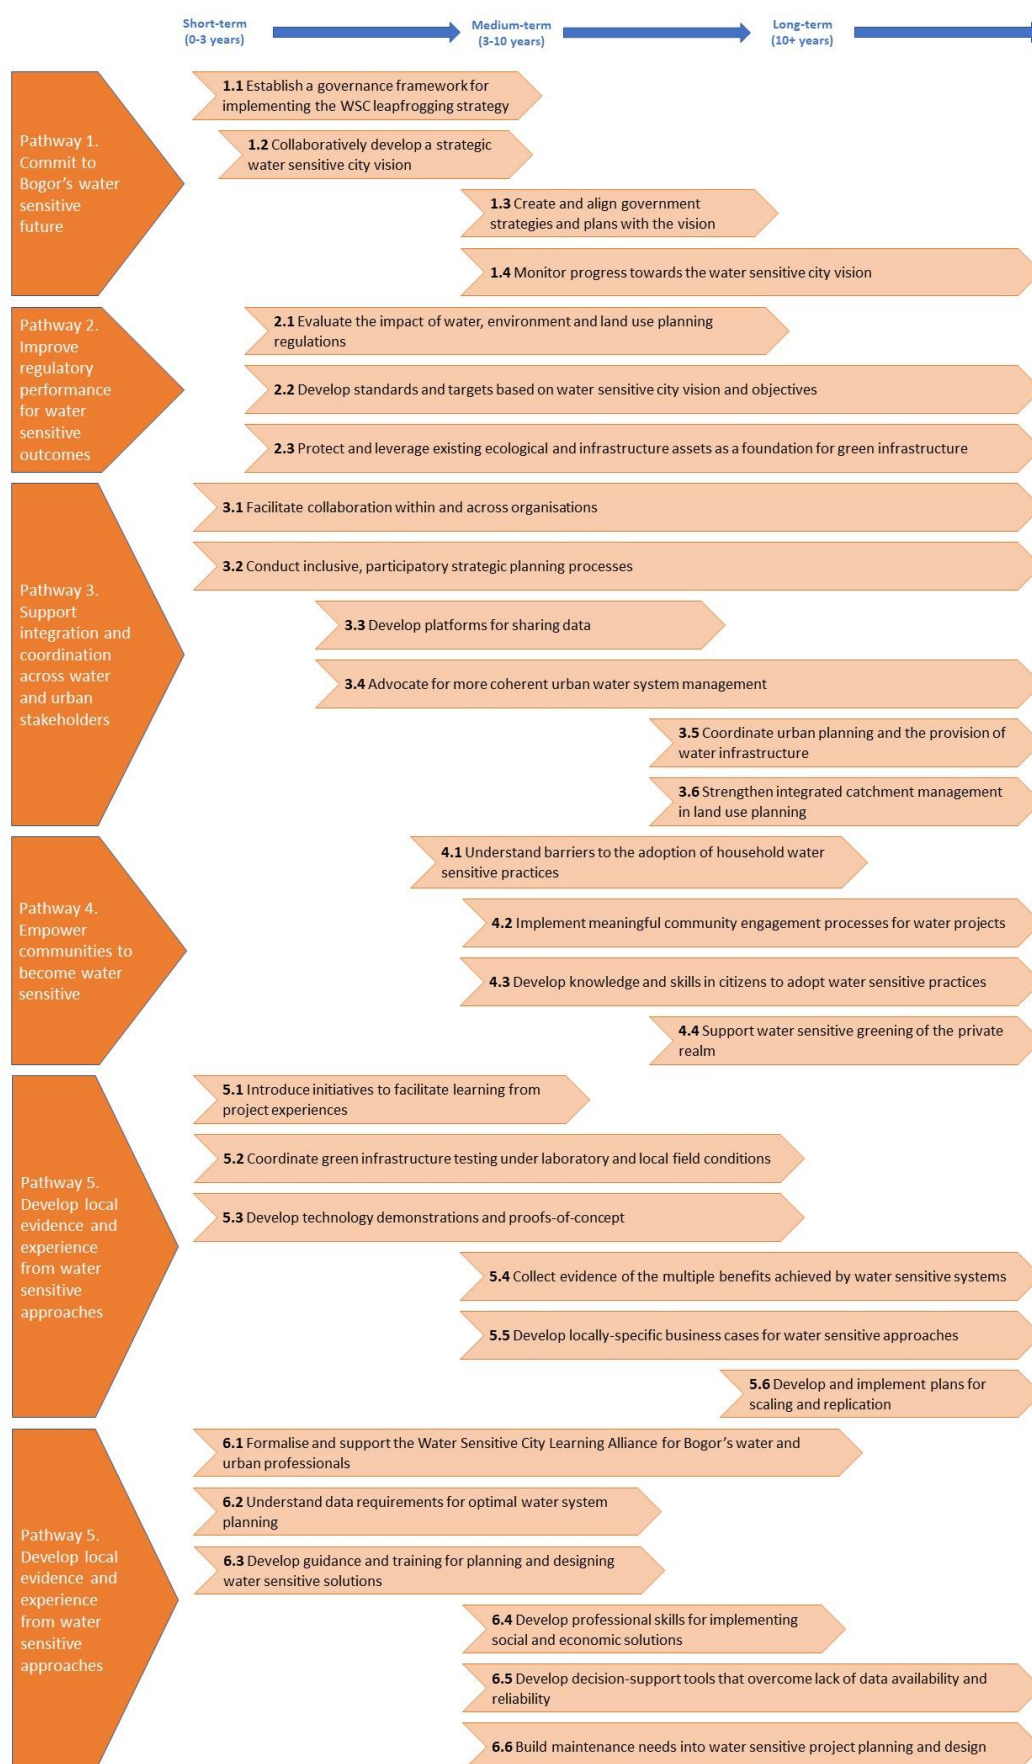 Short-term
(0-3 years)
Medium-term
(3-10 years)
Long-term
(10+ years)
Pathway 1.
Commit to
Bogor's water
sensitive
future
1.1 Establish a governance framework for
implementing the WSC leapfrogging strategy
1.2 Collaboratively develop a strategic
water sensitive city vision
1.3 Create and align government
strategies and plans with the vision
1.4 Monitor progress towards the water sensitive city vision
Pathway 2.
Improve
regulatory
performance
for water
sensitive
outcomes
2.1 Evaluate the impact of water, environment and land use planning
regulations
2.2 Develop standards and targets based on water sensitive city vision and objectives
2.3 Protect and leverage existing ecological and infrastructure assets as a foundation for green infrastructure
Pathway 3.
Support
integration and
coordination
across water
and urban
stakeholders
3.1 Facilitate collaboration within and across organisations
3.2 Conduct inclusive, participatory strategic planning processes
3.3 Develop platforms for sharing data
3.4 Advocate for more coherent urban water system management
3.5 Coordinate urban planning and the provision of
water infrastructure
3.6 Strengthen integrated catchment management
in land use planning
Pathway 4.
Empower
communities to
become water
sensitive
4.1 Understand barriers to the adoption of household water
sensitive practices
4.2 Implement meaningful community engagement processes for water projects
4.3 Develop knowledge and skills in citizens to adopt water sensitive practices
4.4 Support water sensitive greening of the private
realm
Pathway 5.
Develop local
evidence and
experience
from water
sensitive
approaches
5.1 Introduce initiatives to facilitate learning from
project experiences
5.2 Coordinate green infrastructure testing under laboratory and local field conditions
5.3 Develop technology demonstrations and proofs-of-concept
5.4 Collect evidence of the multiple benefits achieved by water sensitive systems
5.5 Develop locally-specific business cases for water sensitive approaches
5.6 Develop and implement plans for
scaling and replication
Pathway 5.
Develop local
evidence and
experience
from water
sensitive
approaches
6.1 Formalise and support the Water Sensitive City Learning Alliance for Bogor's water and
urban professionals
6.2 Understand data requirements for optimal water system
planning
6.3 Develop guidance and training for planning and designing
water sensitive solutions
6.4 Develop professional skills for implementing
social and economic solutions
6.5 Develop decision-support tools that overcome lack of data availability and
reliability
6.6 Build maintenance needs into water sensitive project planning and design